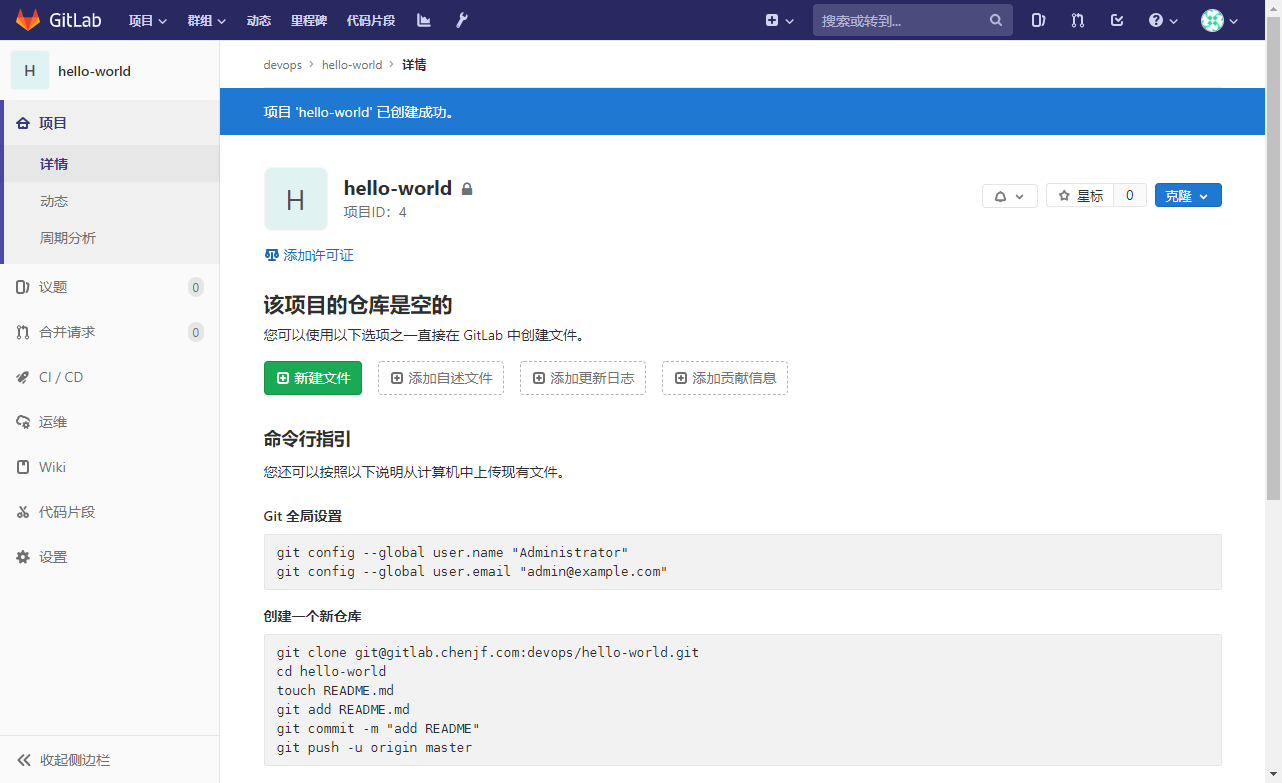 GitLab 项目 群组 动态 里程碑 代码片段 搜索或转到...
H hello-world
项目
详情
动态
周期分析
议题 0
合并请求 0
CI / CD
运维
Wiki
代码片段
设置
收起侧边栏
devops > hello-world > 详情
项目 'hello-world' 已创建成功。
H
hello-world
项目ID: 4
星标 0 克隆
添加许可证
该项目的仓库是空的
您可以使用以下选项之一直接在 GitLab 中创建文件。
新建文件 添加自述文件 添加更新日志 添加贡献信息
命令行指引
您还可以按照以下说明从计算机中上传现有文件。
Git 全局设置
git config --global user.name "Administrator"
git config --global user.email "admin@example.com"
创建一个新仓库
git clone git@gitlab.chenjf.com:devops/hello-world.git
cd hello-world
touch README.md
git add README.md
git commit -m "add README"
git push -u origin master